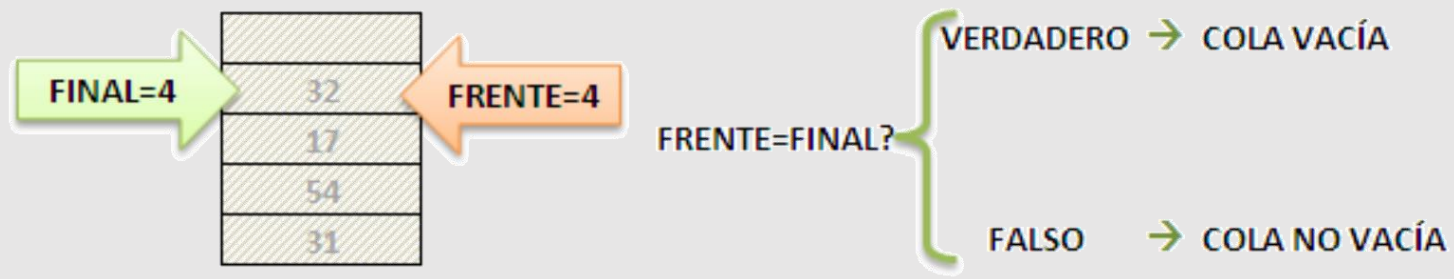 FINAL=4
32
17
54
31
FRENTE=4
FRENTE=FINAL?
VERDADERO → COLA VACÍA
FALSO → COLA NO VACÍA